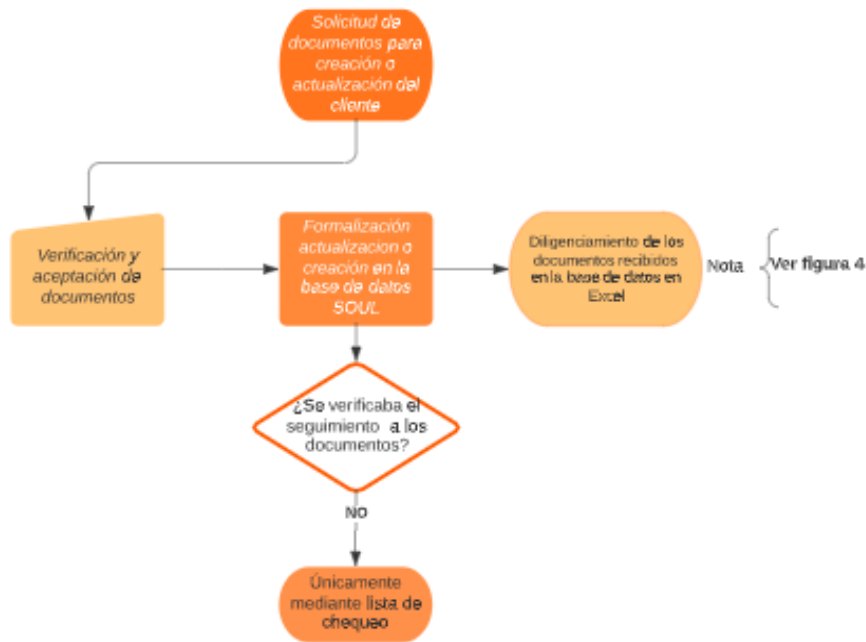 Solicitud de
documentos para
creación o
actualización del
cliente
Verificación y
aceptación de
documentos
Formalización
actualizacion o
creación en la
base de datos
SOUL
Diligenciamiento de los
documentos recibidos
en la base de datos en
Excel
Nota
Ver figura 4
¿Se verificaba el
seguimiento a los
documentos?
NO
Únicamente
mediante lista de
chequeo